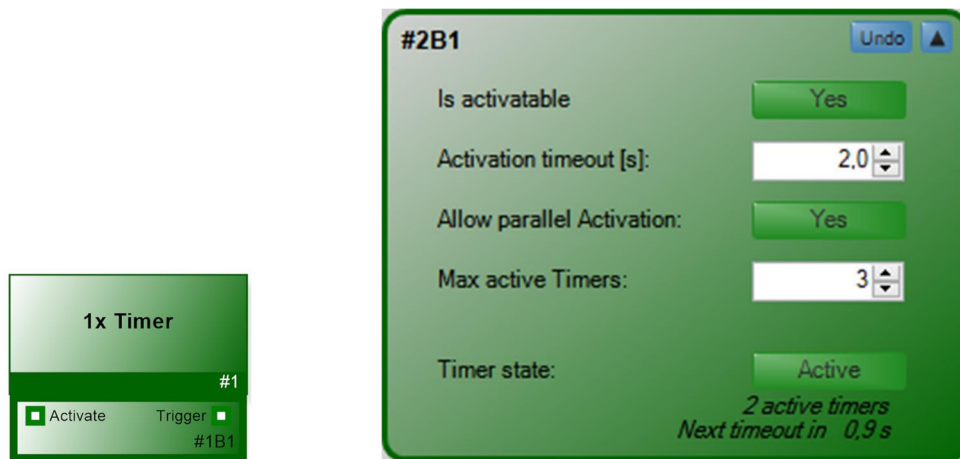 1x Timer
#1
Activate Trigger
#1B1
#2B1 Undo
Is activatable Yes
Activation timeout [s]: 2,0
Allow parallel Activation: Yes
Max active Timers: 3
Timer state: Active
2 active timers
Next timeout in 0,9 s